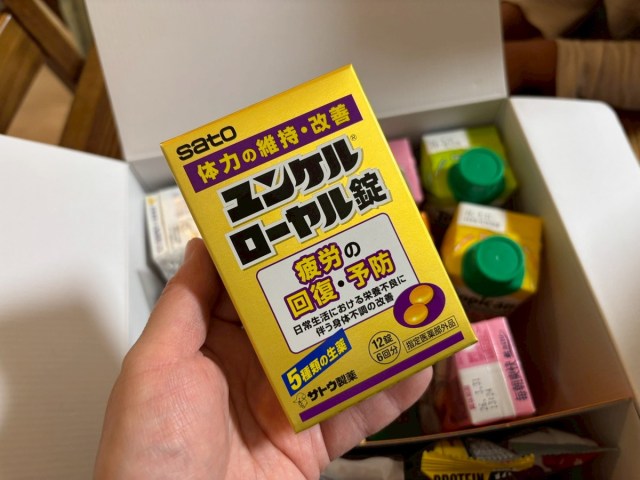 sato
体力の維持・改善
ユンケル®
ローヤル錠
疲労の
回復・予防
日常生活における栄養不良に
伴う身体不調の改善
5種類の生薬
12錠
6回分
指定医薬部外品
サトウ製薬
PROTEIN